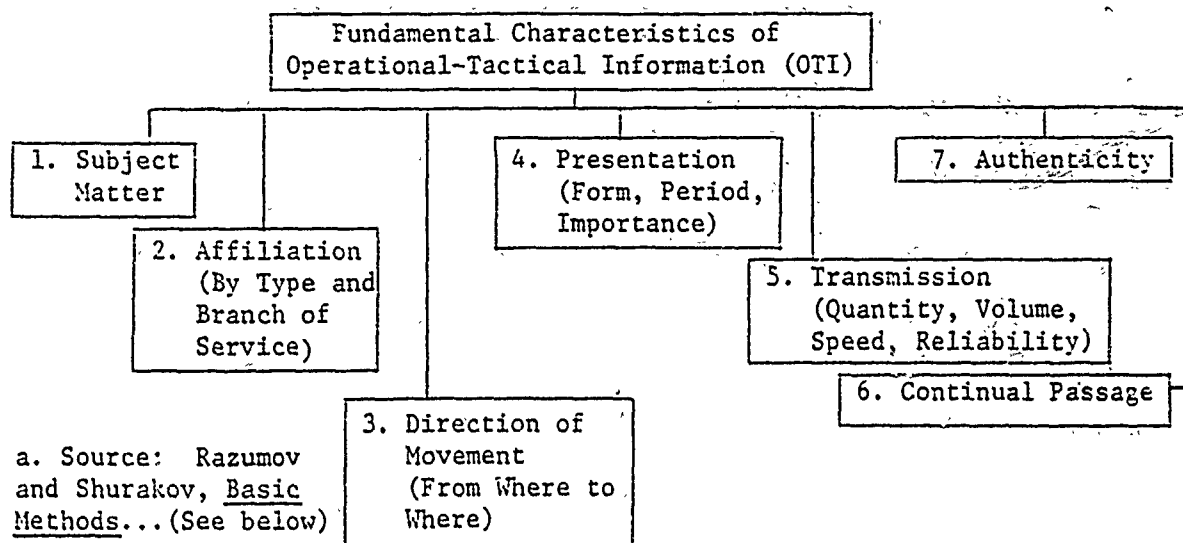 Fundamental Characteristics of
Operational-Tactical Information (OTI)
1. Subject
Matter
2. Affiliation
(By Type and
Branch of
Service)
3. Direction of
Movement
(From Where to
Where)
4. Presentation
(Form, Period,
Importance)
5. Transmission
(Quantity, Volume,
Speed, Reliability)
6. Continual Passage
7. Authenticity
a. Source: Razumov
and Shurakov, Basic
Methods...(See below)